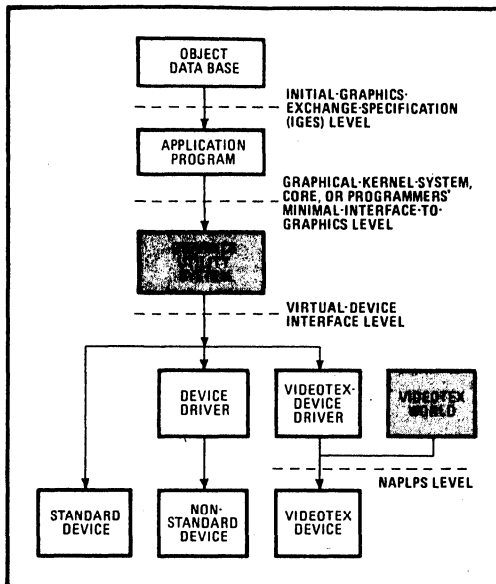 OBJECT
DATA BASE
INITIAL-GRAPHICS-
EXCHANGE-SPECIFICATION
(IGES) LEVEL
APPLICATION
PROGRAM
GRAPHICAL-KERNEL-SYSTEM,
CORE, OR PROGRAMMERS'
MINIMAL-INTERFACE-TO-
GRAPHICS LEVEL
UTILITY
SYSTEM
VIRTUAL-DEVICE
INTERFACE LEVEL
DEVICE
DRIVER
VIDEOTEX-
DEVICE
DRIVER
VIDEOTEX
WORLD
NAPLPS LEVEL
STANDARD
DEVICE
NON-
STANDARD
DEVICE
VIDEOTEX
DEVICE